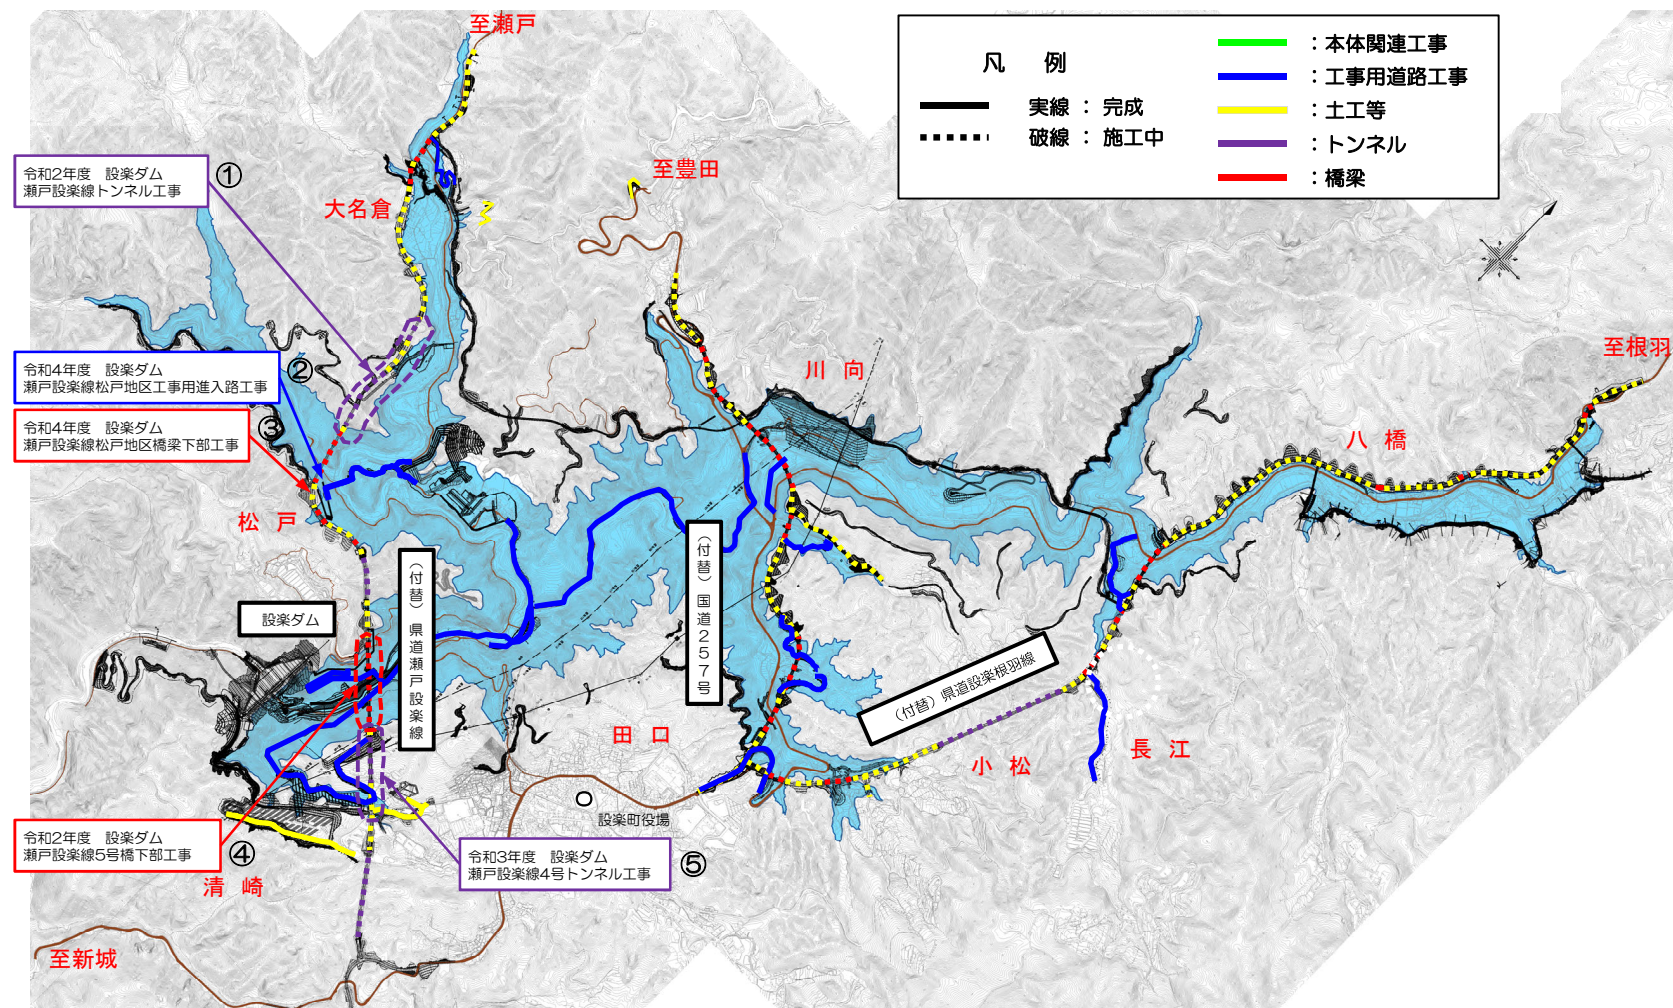 至瀬戸
凡 例
実線 ： 完成
破線 ： 施工中
：本体関連工事
：工事用道路工事
：土工等
：トンネル
：橋梁
令和2年度 設楽ダム
瀬戸設楽線トンネル工事
①
大名倉
至豊田
令和4年度 設楽ダム
瀬戸設楽線松戸地区工事用進入路工事
②
令和4年度 設楽ダム
瀬戸設楽線松戸地区橋梁下部工事
③
川 向
至根羽
八 橋
松 戸
設楽ダム
（付替）県道瀬戸設楽線
（付替）国道257号
（付替）県道設楽根羽線
田 口
小 松
長 江
設楽町役場
令和2年度 設楽ダム
瀬戸設楽線5号橋下部工事
④
令和3年度 設楽ダム
瀬戸設楽線4号トンネル工事
⑤
清 崎
至新城